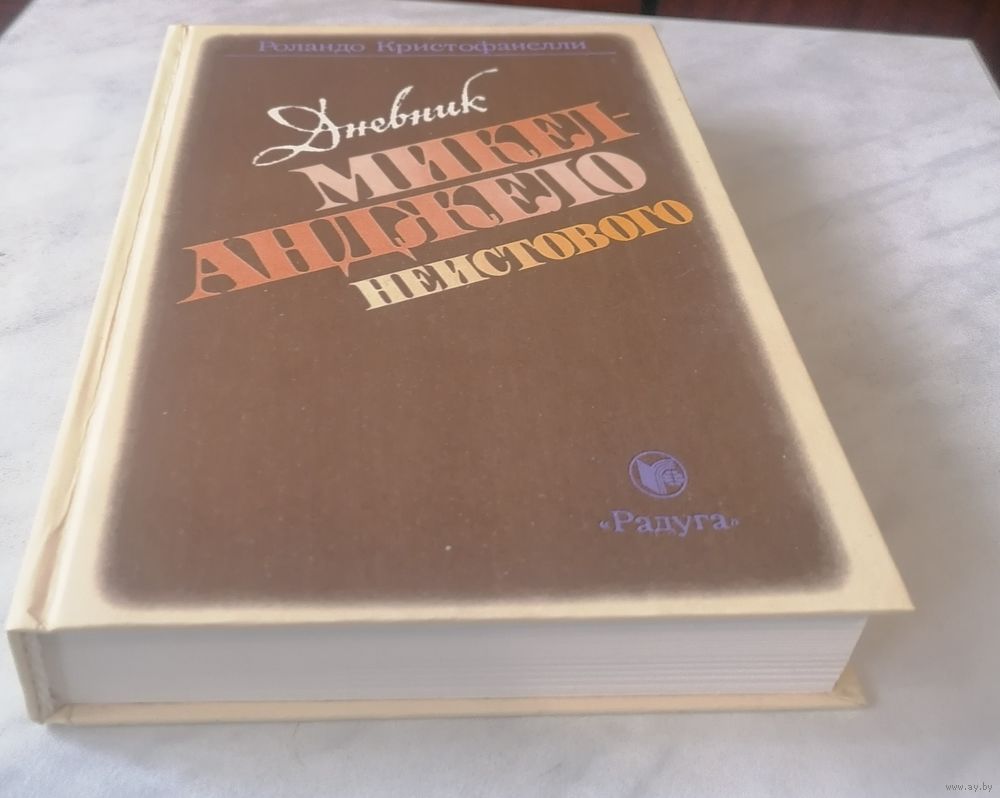 Роландо Кристофанелли
Дневник
МИКЕЛ-
АНДЖЕЛО
НЕИСТОВОГО
«Радуга»
www.ay.by